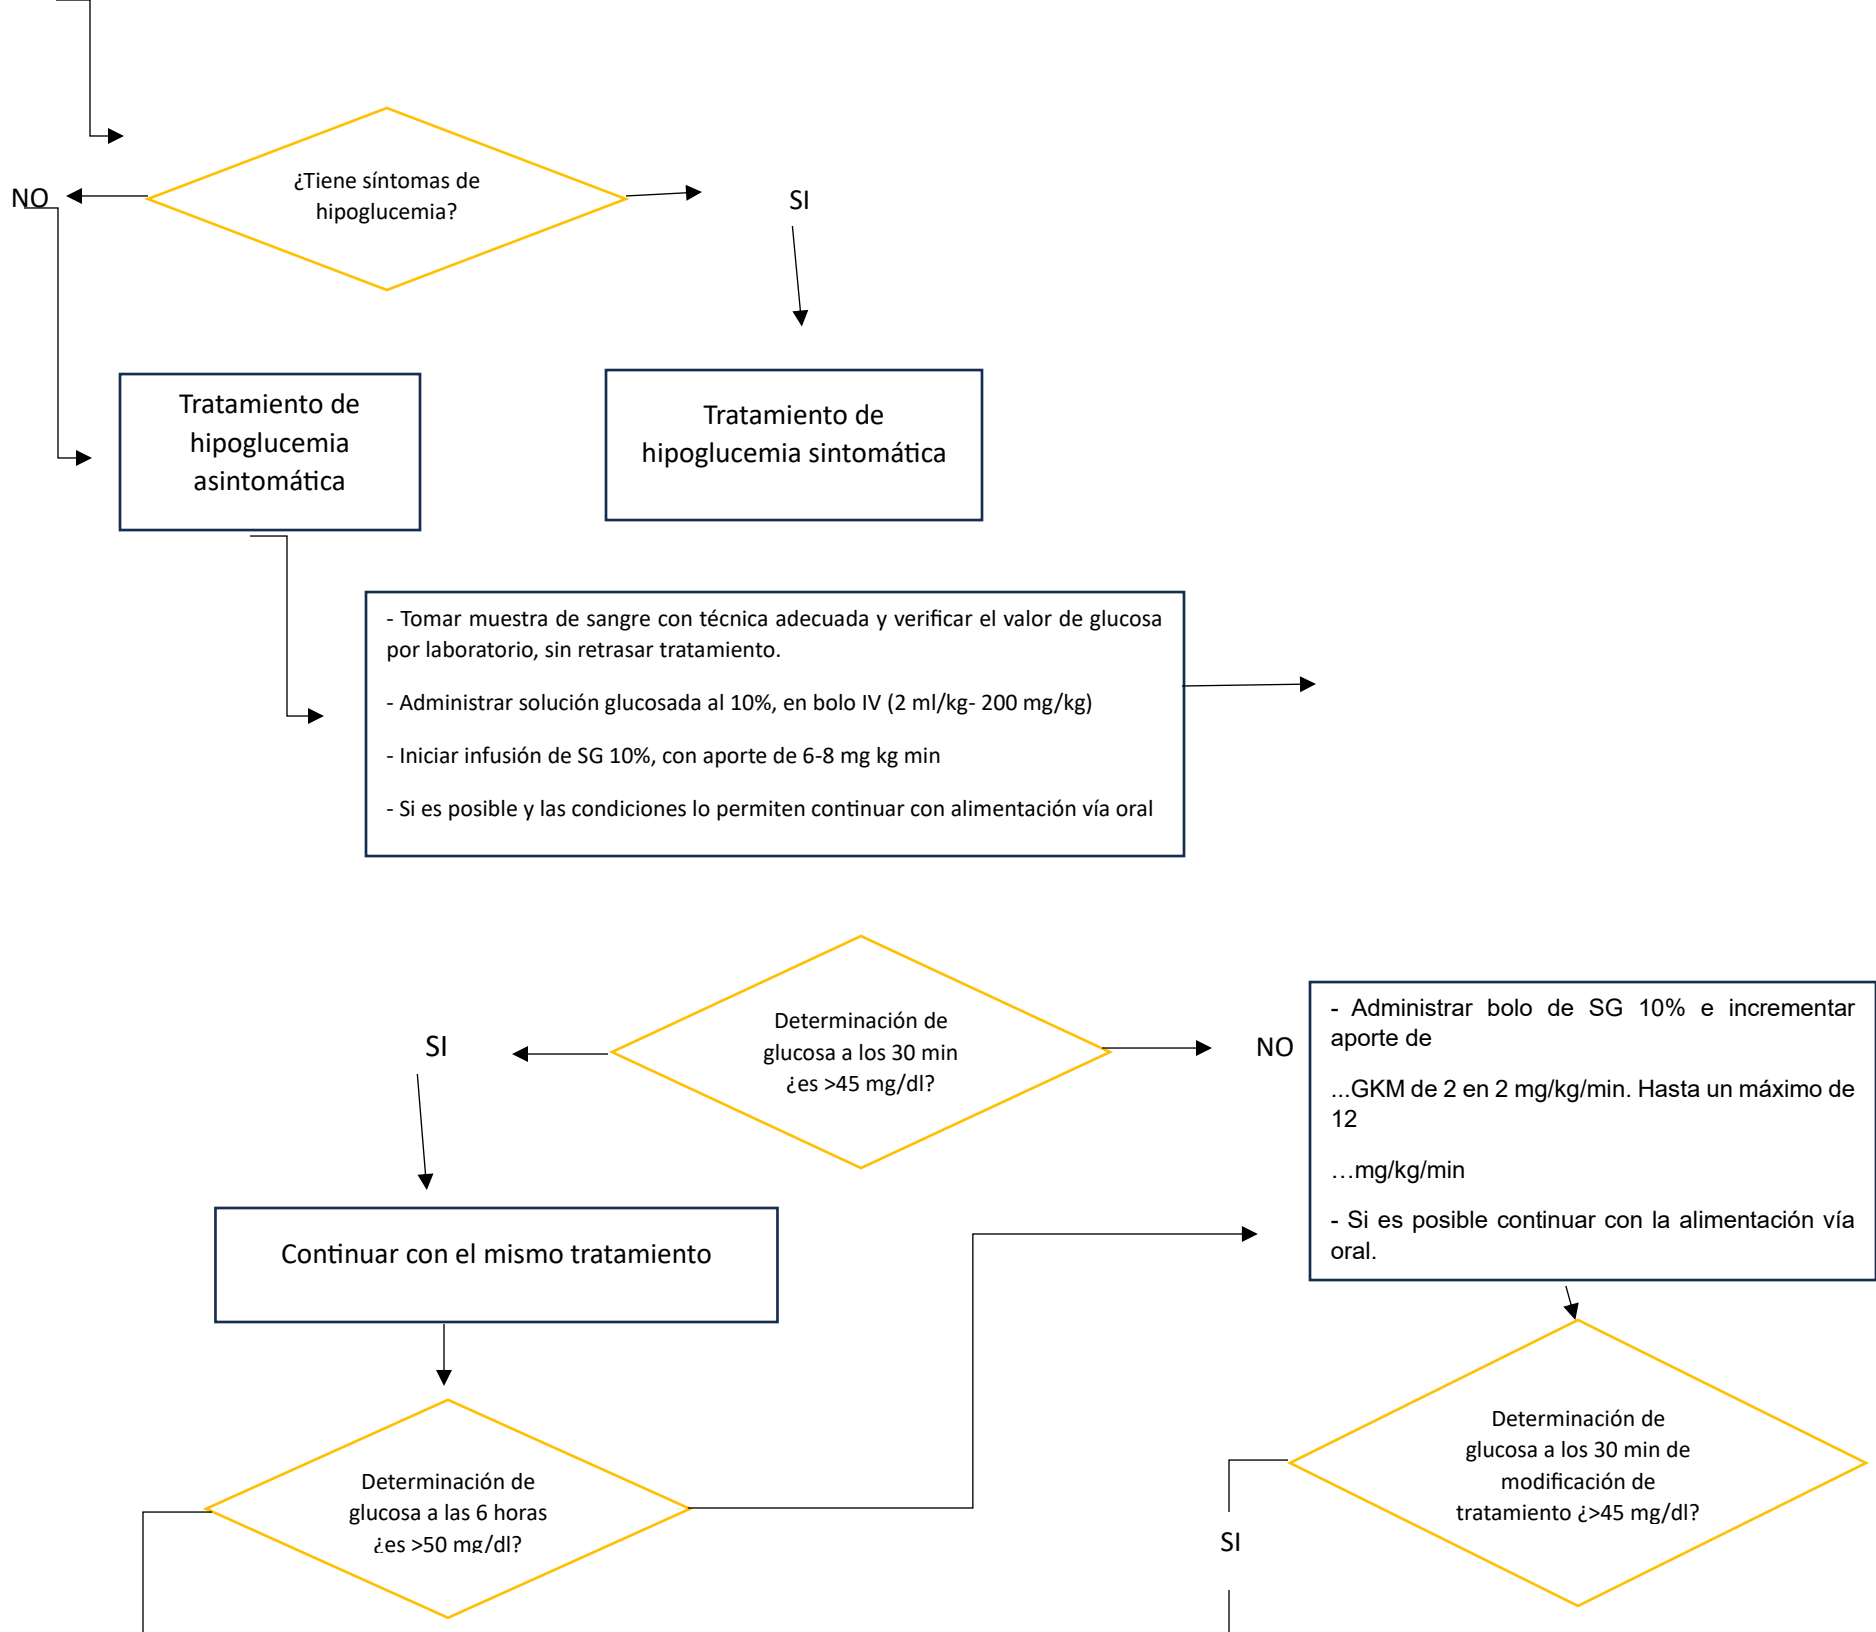 ¿Tiene síntomas de
hipoglucemia?
NO
SI
Tratamiento de
hipoglucemia
asintomática
Tratamiento de
hipoglucemia sintomática
- Tomar muestra de sangre con técnica adecuada y verificar el valor de glucosa
por laboratorio, sin retrasar tratamiento.
- Administrar solución glucosada al 10%, en bolo IV (2 ml/kg- 200 mg/kg)
- Iniciar infusión de SG 10%, con aporte de 6-8 mg kg min
- Si es posible y las condiciones lo permiten continuar con alimentación vía oral
Determinación de
glucosa a los 30 min
¿es >45 mg/dl?
SI
NO
- Administrar bolo de SG 10% e incrementar
aporte de
...GKM de 2 en 2 mg/kg/min. Hasta un máximo de
12
…mg/kg/min
- Si es posible continuar con la alimentación vía
oral.
Continuar con el mismo tratamiento
Determinación de
glucosa a las 6 horas
¿es >50 mg/dl?
Determinación de
glucosa a los 30 min de
modificación de
tratamiento ¿>45 mg/dl?
SI